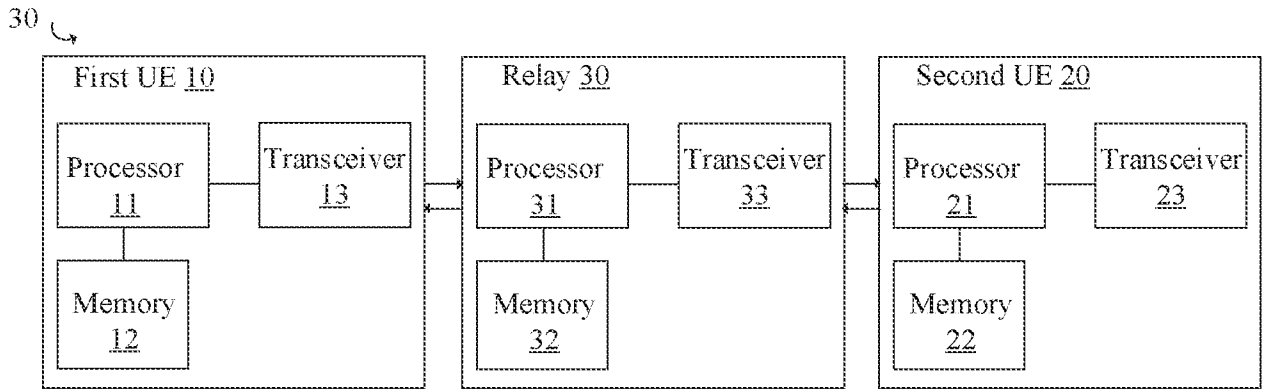 30
First UE 10
Relay 30
Second UE 20
Processor
11
Transceiver
13
Processor
31
Transceiver
33
Processor
21
Transceiver
23
Memory
12
Memory
32
Memory
22